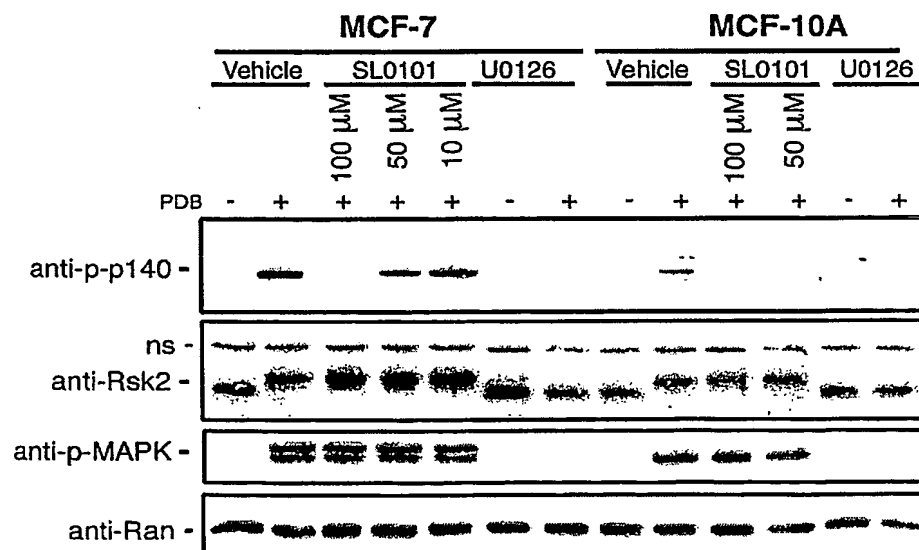 MCF-7 MCF-10A
Vehicle SL0101 U0126 Vehicle SL0101 U0126
100 µM 50 µM 10 µM 100 µM 50 µM
PDB - + + + + - + - + + + - +
anti-p-p140 -
ns -
anti-Rsk2 -
anti-p-MAPK -
anti-Ran -